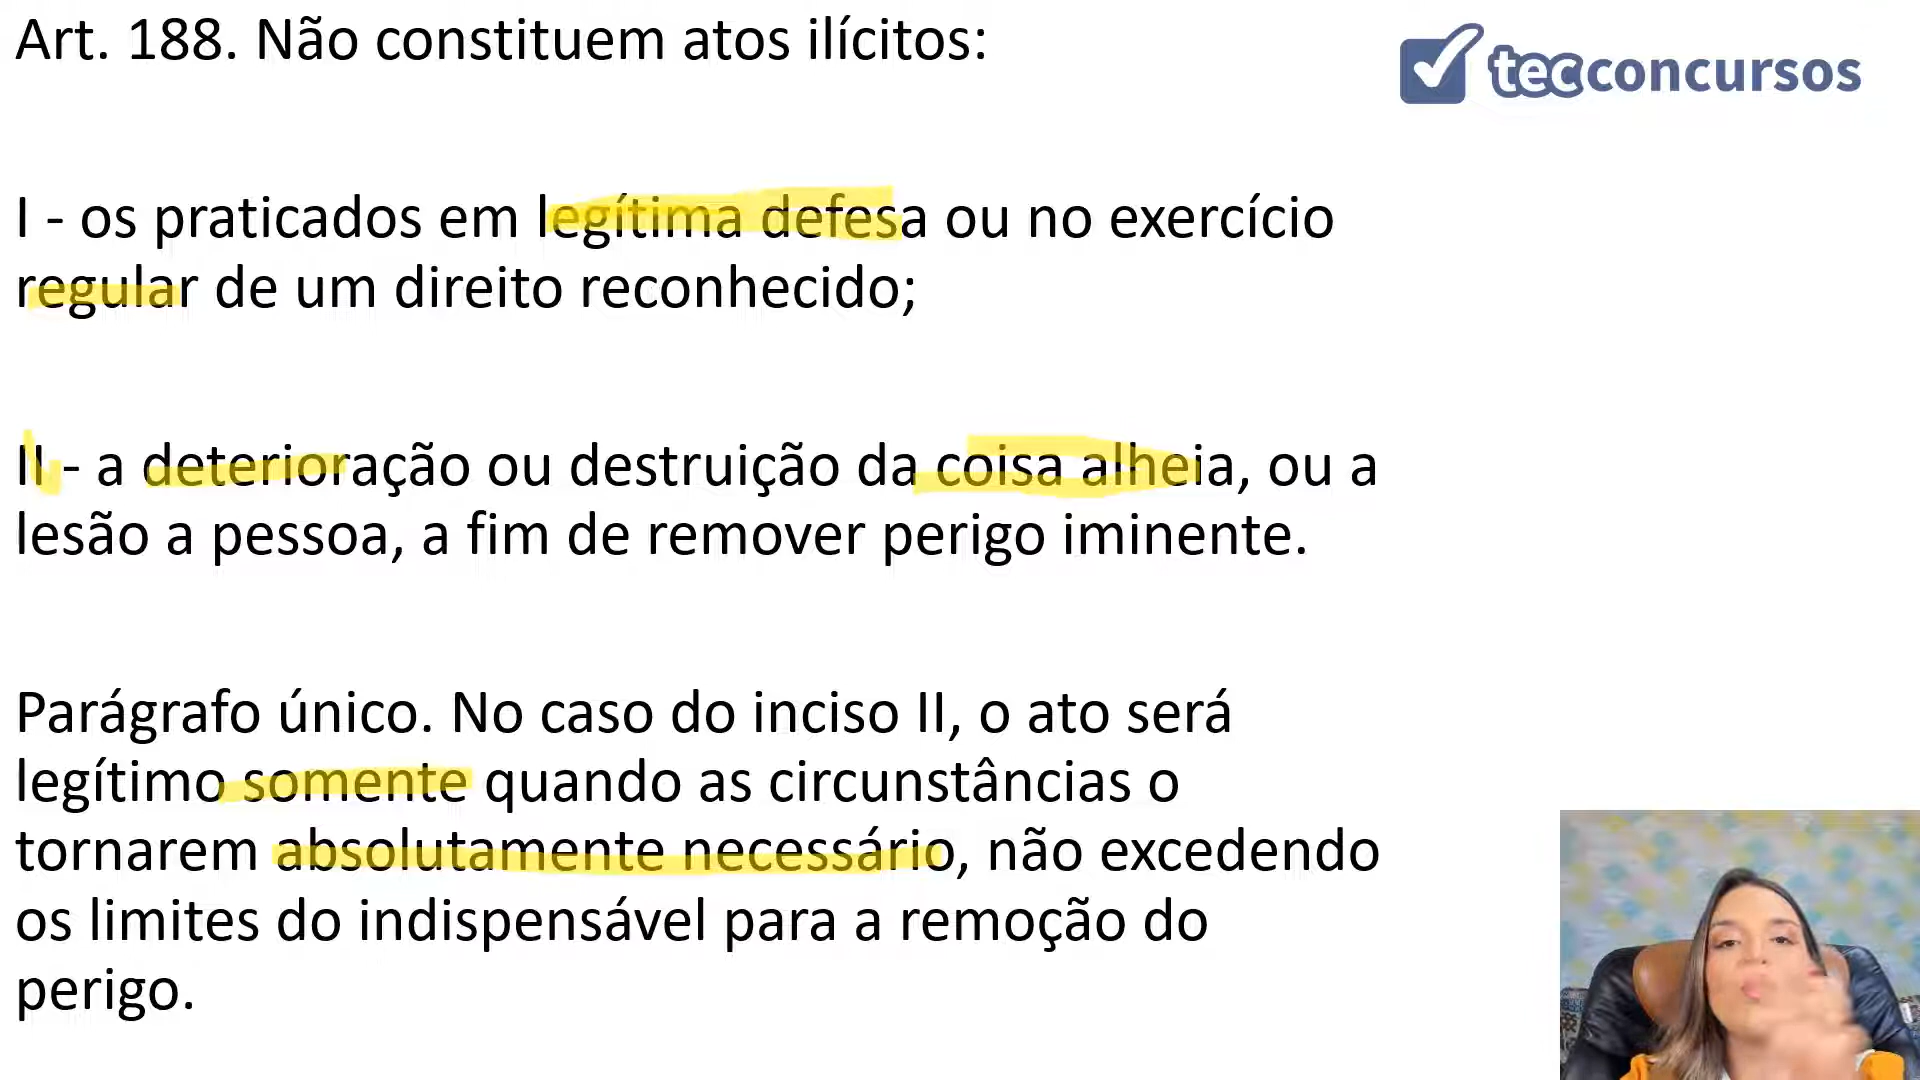 Art. 188. Não constituem atos ilícitos:
tecconcursos
I - os praticados em legítima defesa ou no exercício
regular de um direito reconhecido;
II - a deterioração ou destruição da coisa alheia, ou a
lesão a pessoa, a fim de remover perigo iminente.
Parágrafo único. No caso do inciso II, o ato será
legítimo somente quando as circunstâncias o
tornarem absolutamente necessário, não excedendo
os limites do indispensável para a remoção do
perigo.